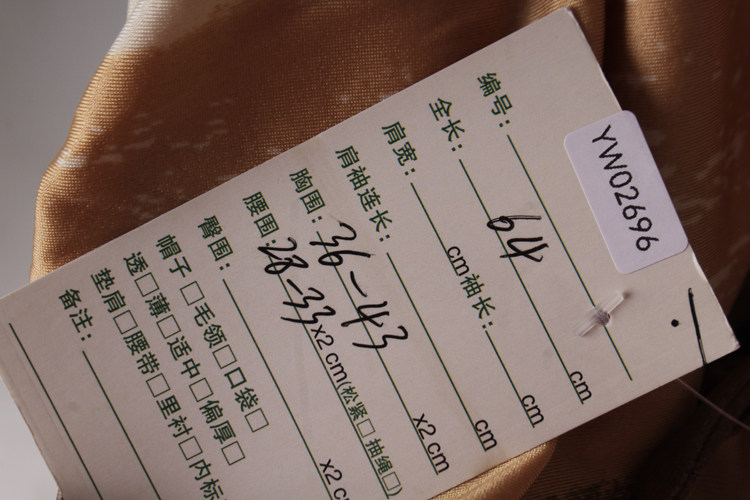 YW02696
编号:
全长: 64 cm
肩宽: cm 袖长: cm
肩袖连长: cm
胸围: 36-43 x2 cm
腰围: 28-33 x2 cm(松紧□ 抽绳□)
臀围: x2 c
帽子□毛领□口袋□
透□薄□适中□偏厚□
垫肩□腰带□里衬□内标
备注: